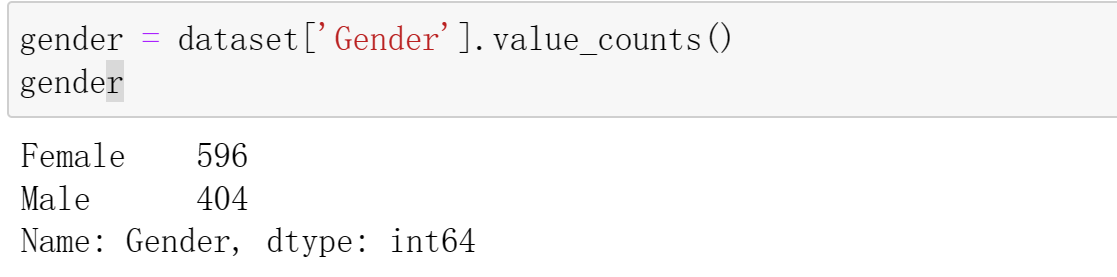 gender = dataset['Gender'].value_counts()
gender
Female    596
Male      404
Name: Gender, dtype: int64